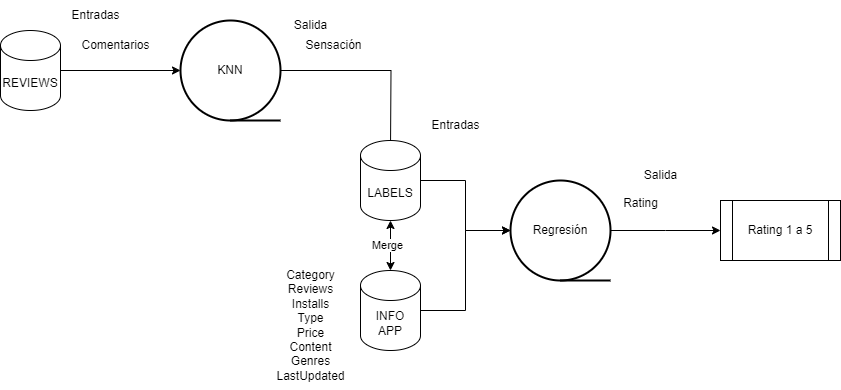 Entradas
Comentarios
REVIEWS
KNN
Salida
Sensación
Entradas
LABELS
Merge
Category
Reviews
Installs
Type
Price
Content
Genres
LastUpdated
INFO
APP
Regresión
Salida
Rating
Rating 1 a 5